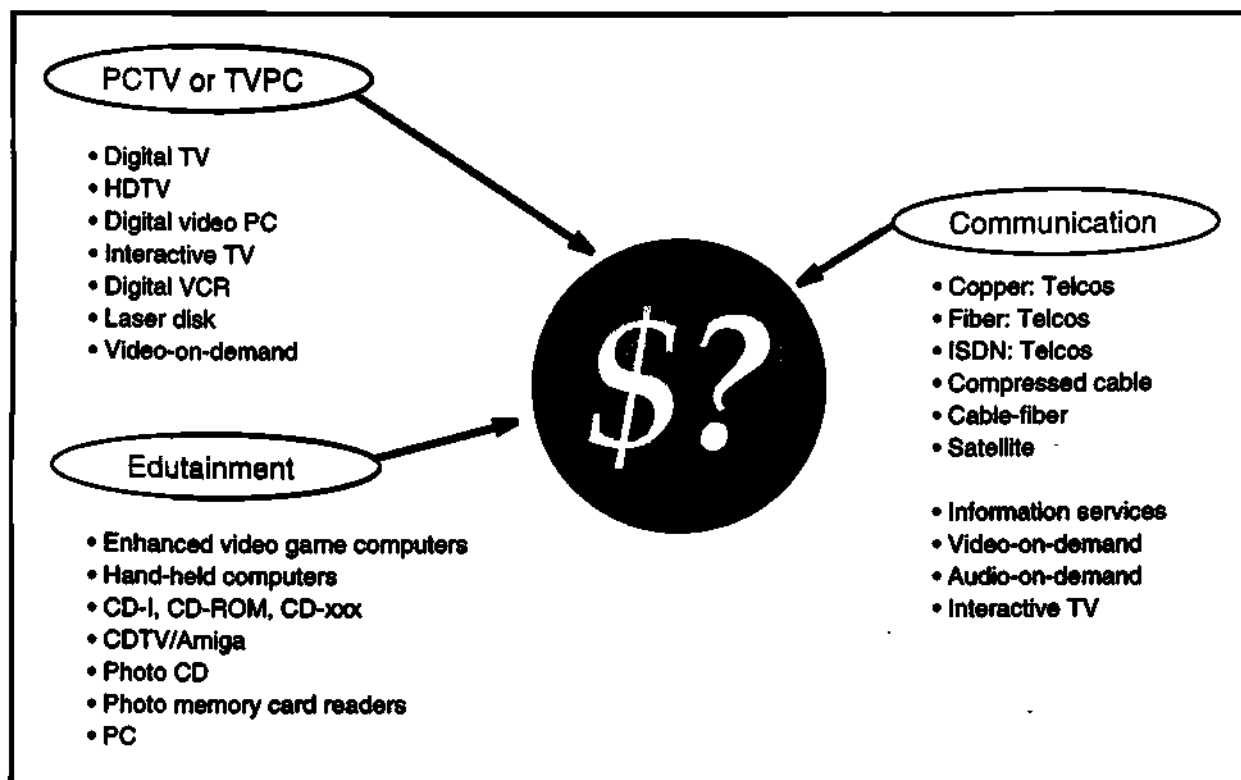 PCTV or TVPC
• Digital TV
• HDTV
• Digital video PC
• Interactive TV
• Digital VCR
• Laser disk
• Video-on-demand
Edutainment
• Enhanced video game computers
• Hand-held computers
• CD-I, CD-ROM, CD-xxx
• CDTV/Amiga
• Photo CD
• Photo memory card readers
• PC
$?
Communication
• Copper: Telcos
• Fiber: Telcos
• ISDN: Telcos
• Compressed cable
• Cable-fiber
• Satellite
• Information services
• Video-on-demand
• Audio-on-demand
• Interactive TV